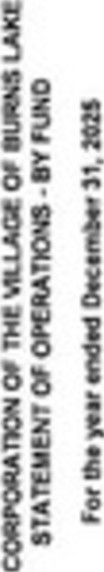 CORPORATION OF THE VILLAGE OF BURNS LAKE
STATEMENT OF OPERATIONS - BY FUND
For the year ended December 31, 2025